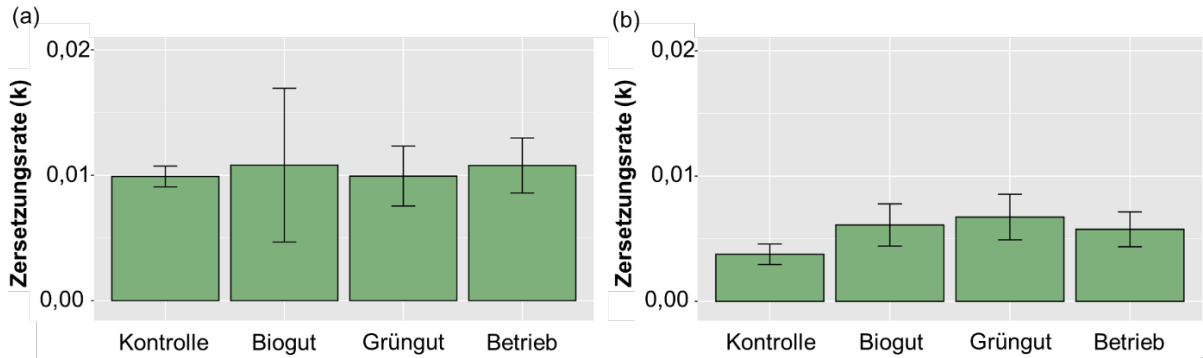 (a)
Zersetzungsrate (k)
0,02
0,01
0,00
Kontrolle Biogut Grüngut Betrieb
(b)
Zersetzungsrate (k)
0,02
0,01
0,00
Kontrolle Biogut Grüngut Betrieb